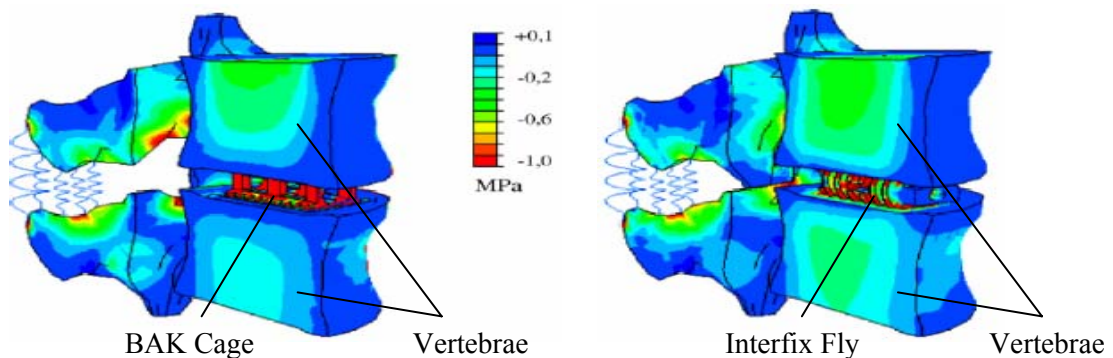 +0,1
-0,2
-0,6
-1,0
MPa
BAK Cage
Vertebrae
Interfix Fly
Vertebrae